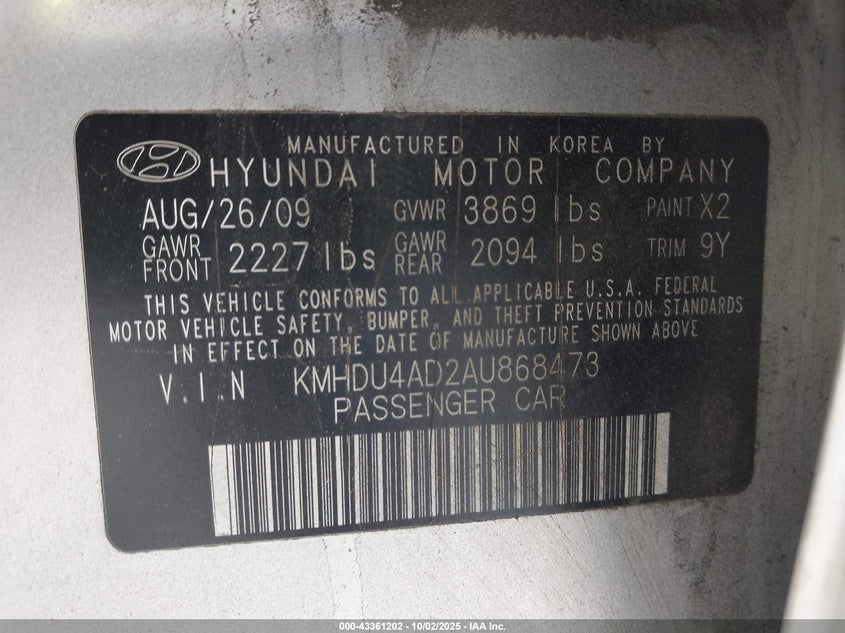 MANUFACTURED IN KOREA BY
HYUNDAI MOTOR COMPANY
AUG/26/09 GVWR 3869 lbs PAINT X2
GAWR FRONT 2227 lbs GAWR REAR 2094 lbs TRIM 9Y
THIS VEHICLE CONFORMS TO ALL APPLICABLE U.S.A. FEDERAL
MOTOR VEHICLE SAFETY, BUMPER, AND THEFT PREVENTION STANDARDS
IN EFFECT ON THE DATE OF MANUFACTURE SHOWN ABOVE
V.I.N KMHDU4AD2AU868473
PASSENGER CAR
000-43361202 - 10/02/2025 - IAA Inc.